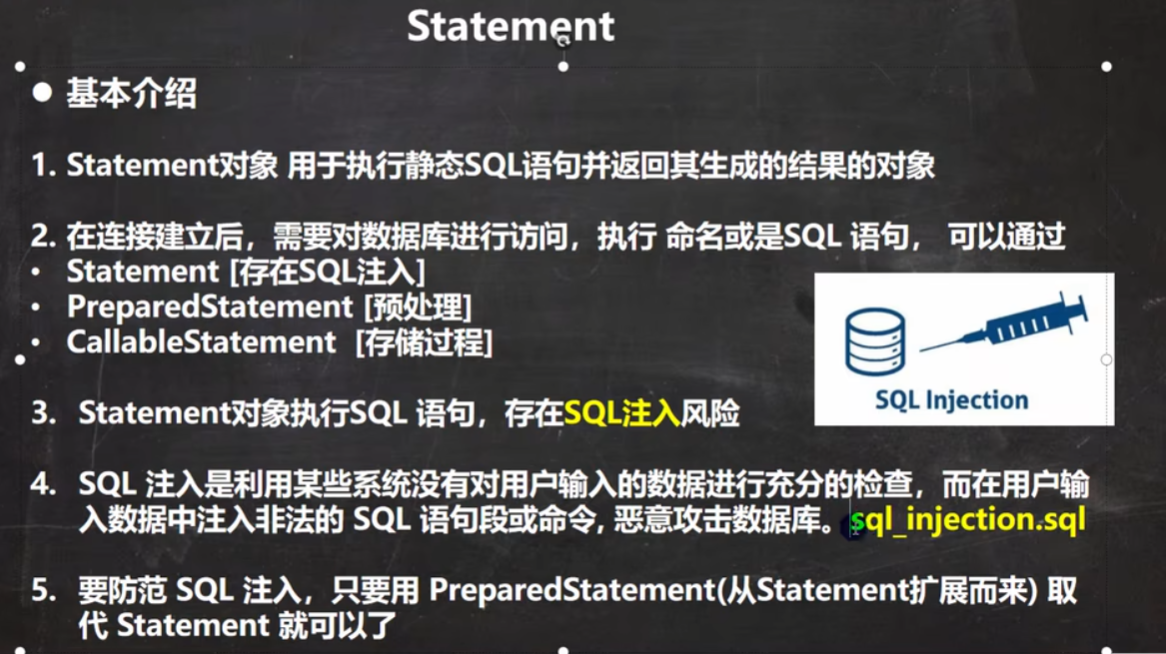 Statement
● 基本介绍
1. Statement对象 用于执行静态SQL语句并返回其生成的结果的对象
2. 在连接建立后，需要对数据库进行访问，执行 命名或是SQL 语句， 可以通过
• Statement [存在SQL注入]
• PreparedStatement [预处理]
• CallableStatement [存储过程]
SQL Injection
3. Statement对象执行SQL 语句，存在SQL注入风险
4. SQL 注入是利用某些系统没有对用户输入的数据进行充分的检查，而在用户输
入数据中注入非法的 SQL 语句段或命令, 恶意攻击数据库。sql_injection.sql
5. 要防范 SQL 注入，只要用 PreparedStatement(从Statement扩展而来) 取
代 Statement 就可以了